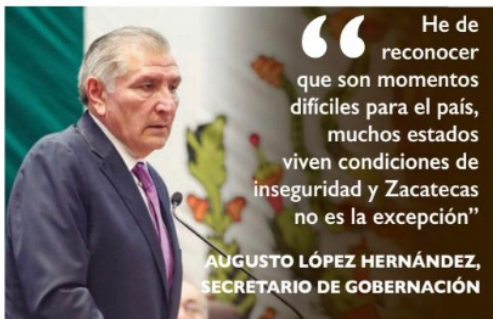 “ He de
reconocer
que son momentos
difíciles para el país,
muchos estados
viven condiciones de
inseguridad y Zacatecas
no es la excepción”
AUGUSTO LÓPEZ HERNÁNDEZ,
SECRETARIO DE GOBERNACIÓN